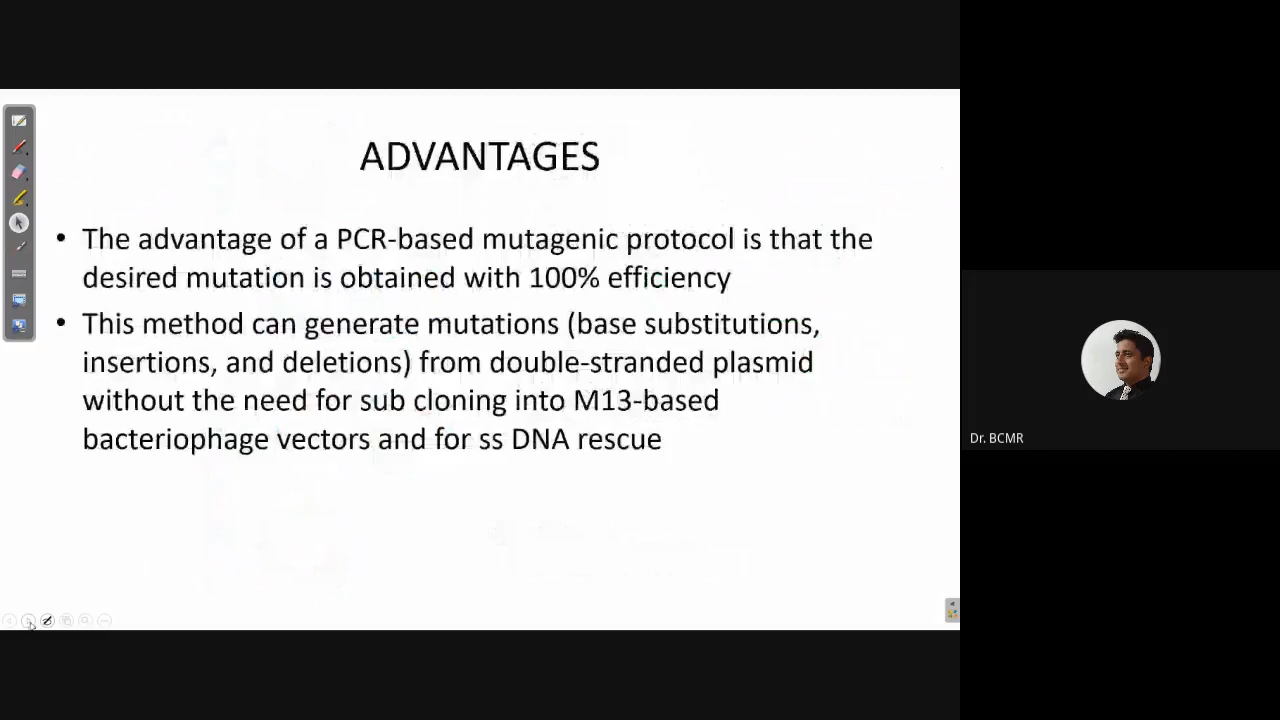 ADVANTAGES
• The advantage of a PCR-based mutagenic protocol is that the
desired mutation is obtained with 100% efficiency
• This method can generate mutations (base substitutions,
insertions, and deletions) from double-stranded plasmid
without the need for sub cloning into M13-based
bacteriophage vectors and for ss DNA rescue
Dr. BCMR